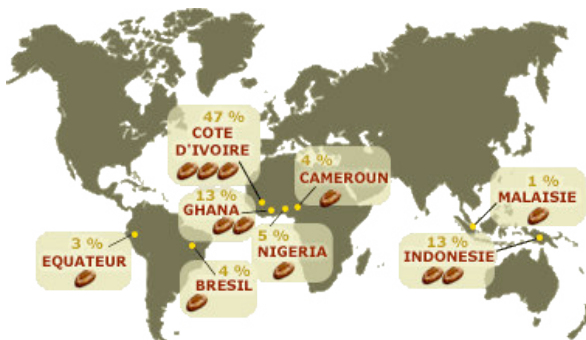 47 %
COTE
D'IVOIRE
4 %
CAMEROUN
13 %
GHANA
5 %
NIGERIA
3 %
EQUATEUR
4 %
BRESIL
1 %
MALAISIE
13 %
INDONESIE